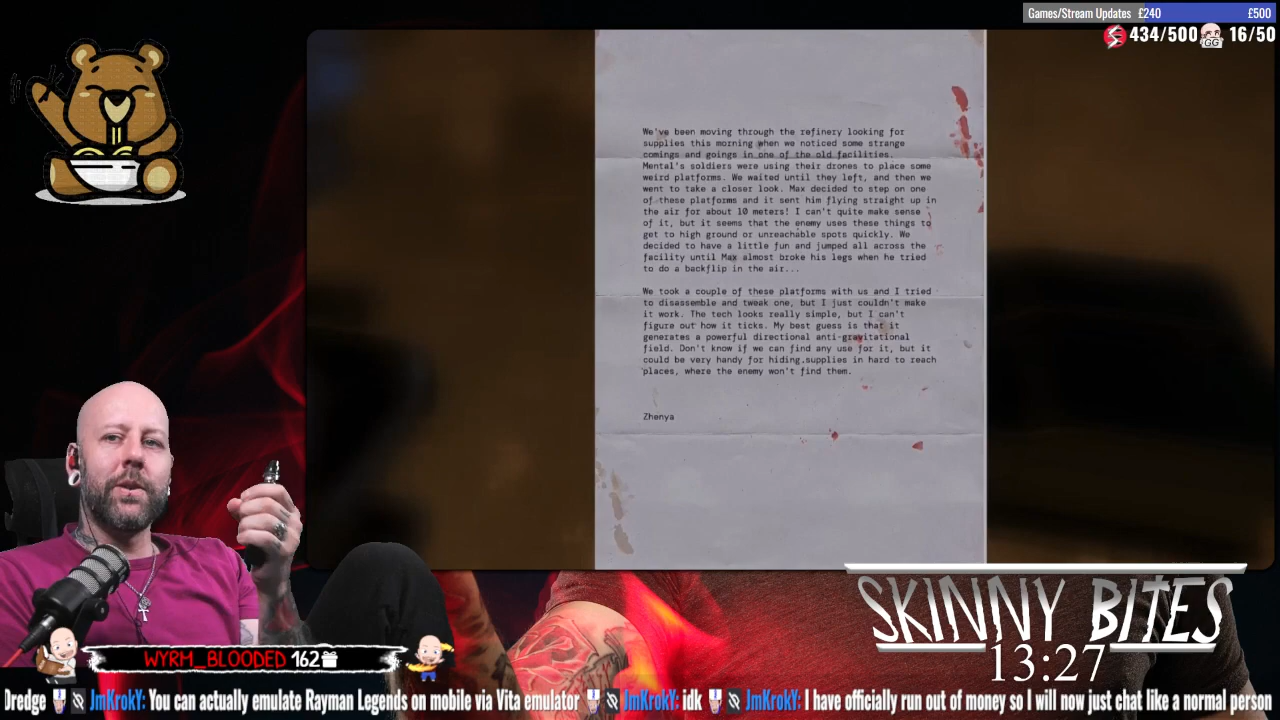 Games/Stream Updates £240 £500
434/500 GG 16/50
We've been moving through the refinery looking for
supplies this morning when we noticed some strange
comings and goings in one of the old facilities.
Mental's soldiers were using their drones to place some
weird platforms. We waited until they left, and then we
went to take a closer look. Max decided to step on one
of these platforms and it sent him flying straight up in
the air for about 10 meters! I can't quite make sense
of it, but it seems that the enemy uses these things to
get to high ground or unreachable spots quickly. We
decided to have a little fun and jumped all across the
facility until Max almost broke his legs when he tried
to do a backflip in the air...
We took a couple of these platforms with us and I tried
to disassemble and tweak one, but I just couldn't make
it work. The tech looks really simple, but I can't
figure out how it ticks. My best guess is that it
generates a powerful directional anti-gravitational
field. Don't know if we can find any use for it, but it
could be very handy for hiding supplies in hard to reach
places, where the enemy won't find them.
Zhenya
SKINNY BITES
13:27
WYRM_BLOODED 162
Dredge JmKrokY: You can actually emulate Rayman Legends on mobile via Vita emulator JmKrokY: idk JmKrokY: I have officially run out of money so I will now just chat like a normal person